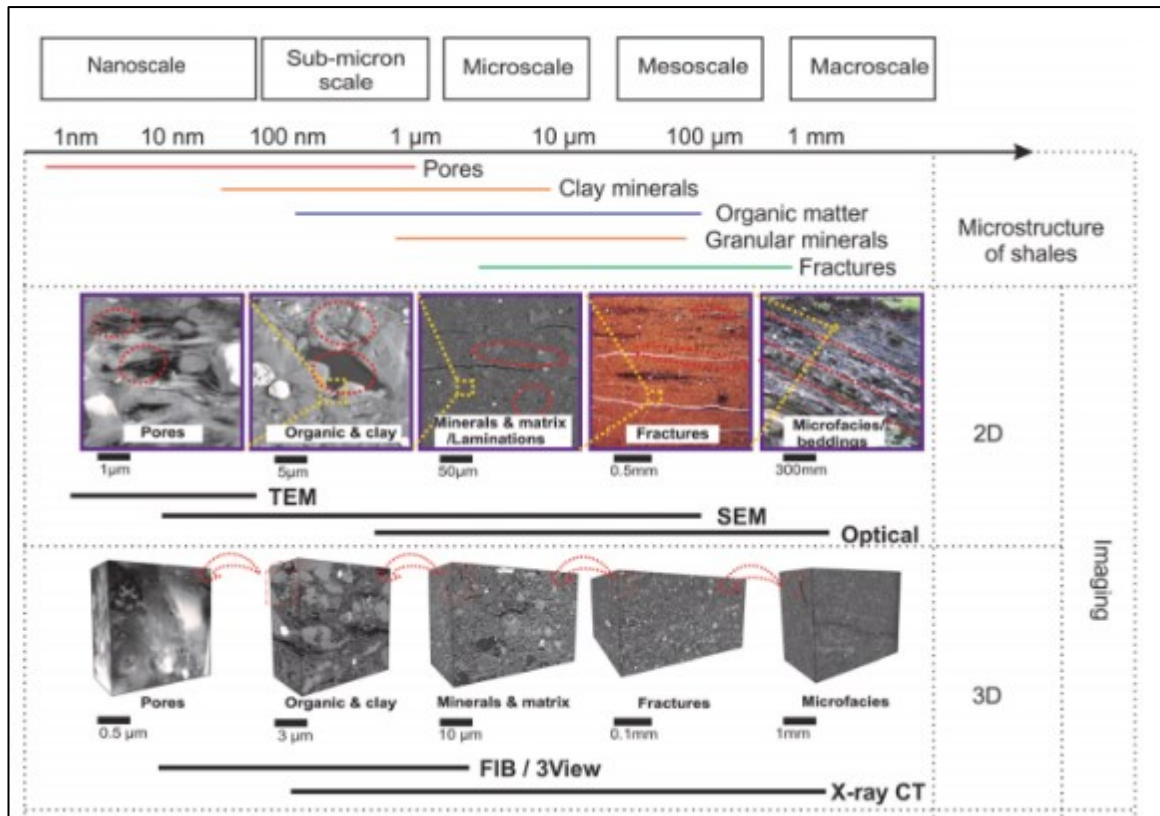 Nanoscale
Sub-micron
scale
Microscale
Mesoscale
Macroscale
1nm 10 nm 100 nm 1 µm 10 µm 100 µm 1 mm
Pores
Clay minerals
Organic matter
Granular minerals
Fractures
Microstructure
of shales
Pores
Organic & clay
Minerals & matrix
/Laminations
Fractures
Microfacies/
beddings
1µm
5µm
50µm
0.5mm
300mm
2D
TEM
SEM
Optical
Imaging
Pores
Organic & clay
Minerals & matrix
Fractures
Microfacies
0.5 µm
3 µm
10 µm
0.1mm
1mm
3D
FIB / 3View
X-ray CT